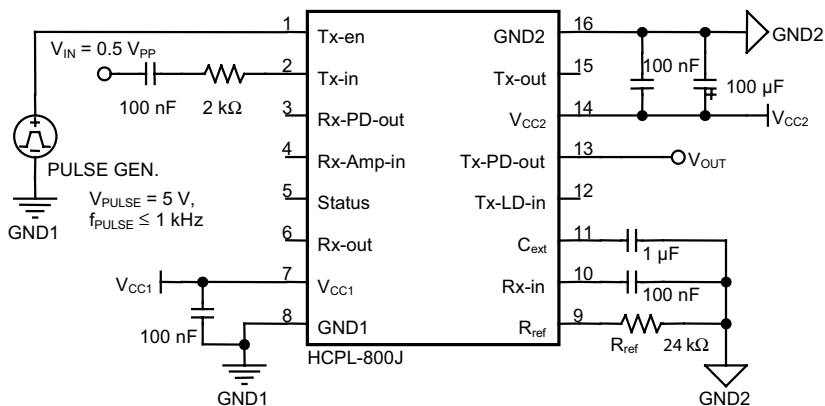 1 Tx-en GND2 16 GND2
V_IN = 0.5 V_PP
2 Tx-in Tx-out 15 100 nF 100 µF
100 nF 2 kΩ
3 Rx-PD-out V_CC2 14 V_CC2
4 Rx-Amp-in Tx-PD-out 13 V_OUT
+
+
PULSE GEN.
V_PULSE = 5 V,
f_PULSE ≤ 1 kHz
GND1
5 Status Tx-LD-in 12
6 Rx-out C_ext 11 1 µF
V_CC1 7 V_CC1 Rx-in 10 100 nF
100 nF 8 GND1 R_ref 9 R_ref 24 kΩ
HCPL-800J
GND1 GND2